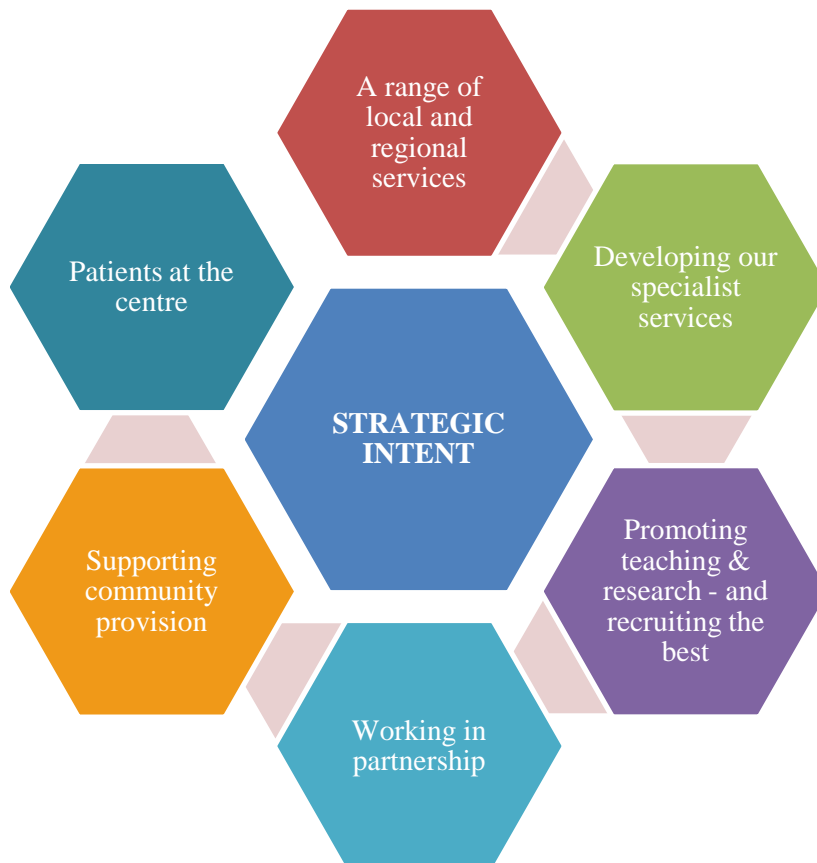 A range of
local and
regional
services
Patients at the
centre
Developing our
specialist
services
STRATEGIC
INTENT
Supporting
community
provision
Promoting
teaching &
research - and
recruiting the
best
Working in
partnership